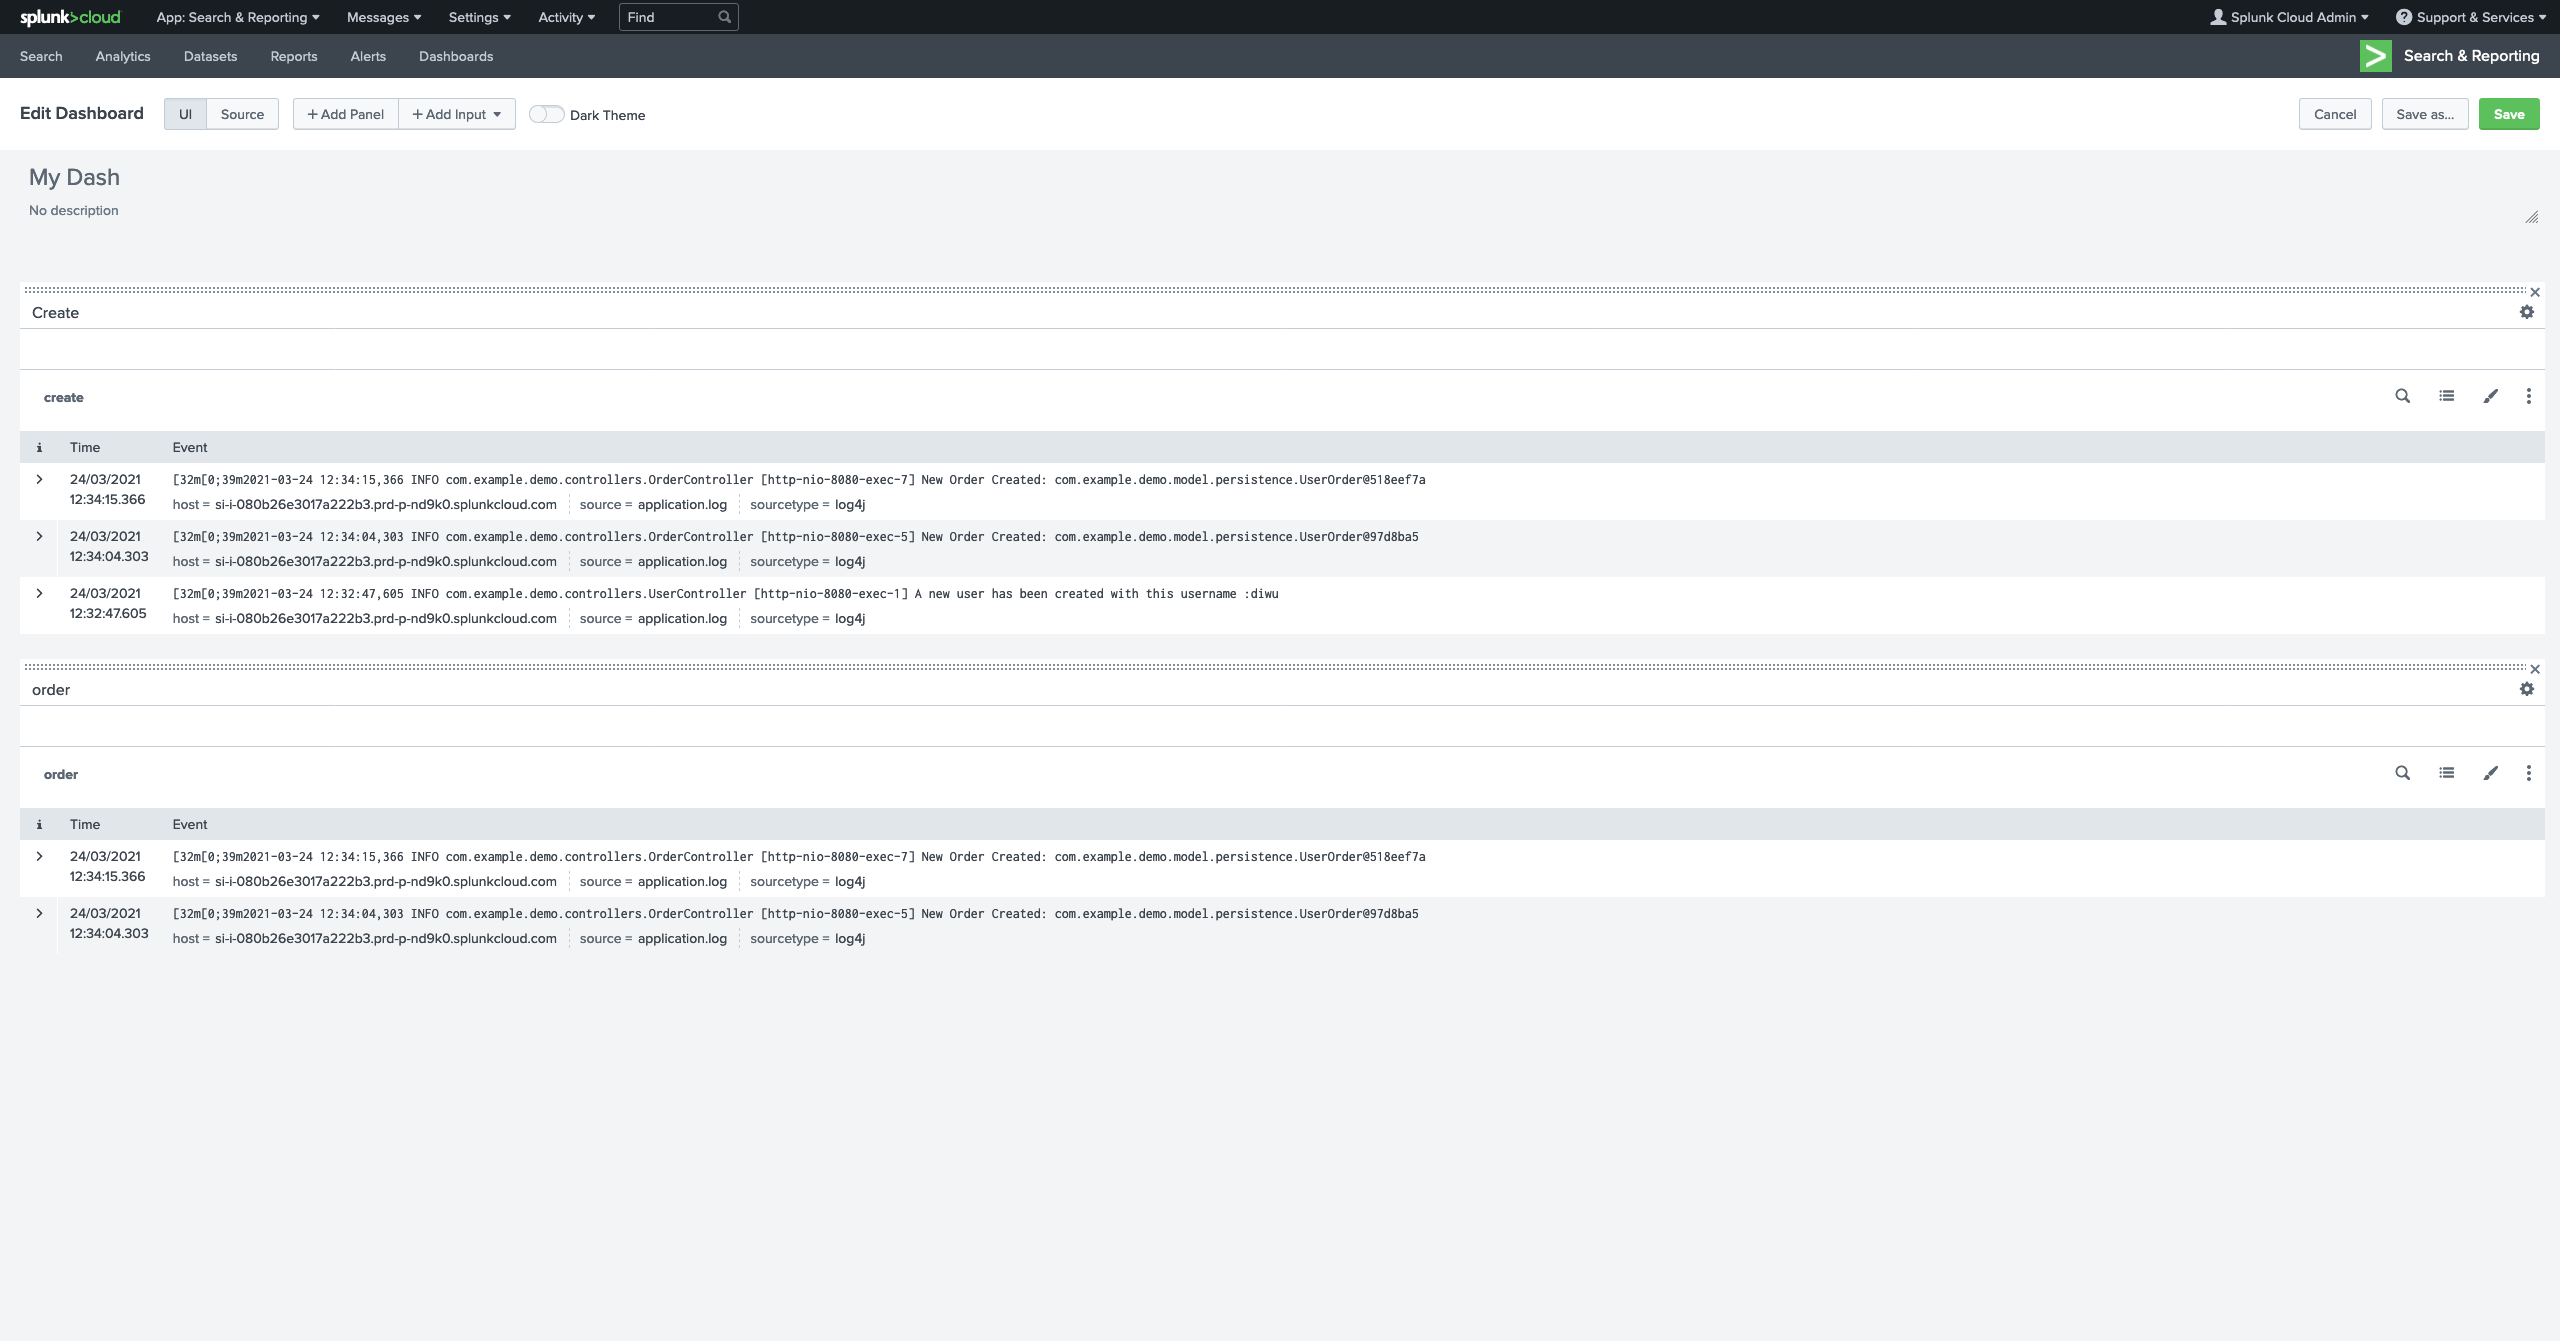 splunk>cloud App: Search & Reporting Messages Settings Activity Find Splunk Cloud Admin Support & Services
Search Analytics Datasets Reports Alerts Dashboards Search & Reporting
Edit Dashboard UI Source + Add Panel + Add Input Dark Theme Cancel Save as... Save
My Dash
No description
Create
create
i Time Event
24/03/2021 [32m[0;39m2021-03-24 12:34:15,366 INFO com.example.demo.controllers.OrderController [http-nio-8080-exec-7] New Order Created: com.example.demo.model.persistence.UserOrder@518eef7a
12:34:15.366 host = si-i-080b26e3017a222b3.prd-p-nd9k0.splunkcloud.com source = application.log sourcetype = log4j
24/03/2021 [32m[0;39m2021-03-24 12:34:04,303 INFO com.example.demo.controllers.OrderController [http-nio-8080-exec-5] New Order Created: com.example.demo.model.persistence.UserOrder@97d8ba5
12:34:04.303 host = si-i-080b26e3017a222b3.prd-p-nd9k0.splunkcloud.com source = application.log sourcetype = log4j
24/03/2021 [32m[0;39m2021-03-24 12:32:47,605 INFO com.example.demo.controllers.UserController [http-nio-8080-exec-1] A new user has been created with this username :diwu
12:32:47.605 host = si-i-080b26e3017a222b3.prd-p-nd9k0.splunkcloud.com source = application.log sourcetype = log4j
order
order
i Time Event
24/03/2021 [32m[0;39m2021-03-24 12:34:15,366 INFO com.example.demo.controllers.OrderController [http-nio-8080-exec-7] New Order Created: com.example.demo.model.persistence.UserOrder@518eef7a
12:34:15.366 host = si-i-080b26e3017a222b3.prd-p-nd9k0.splunkcloud.com source = application.log sourcetype = log4j
24/03/2021 [32m[0;39m2021-03-24 12:34:04,303 INFO com.example.demo.controllers.OrderController [http-nio-8080-exec-5] New Order Created: com.example.demo.model.persistence.UserOrder@97d8ba5
12:34:04.303 host = si-i-080b26e3017a222b3.prd-p-nd9k0.splunkcloud.com source = application.log sourcetype = log4j